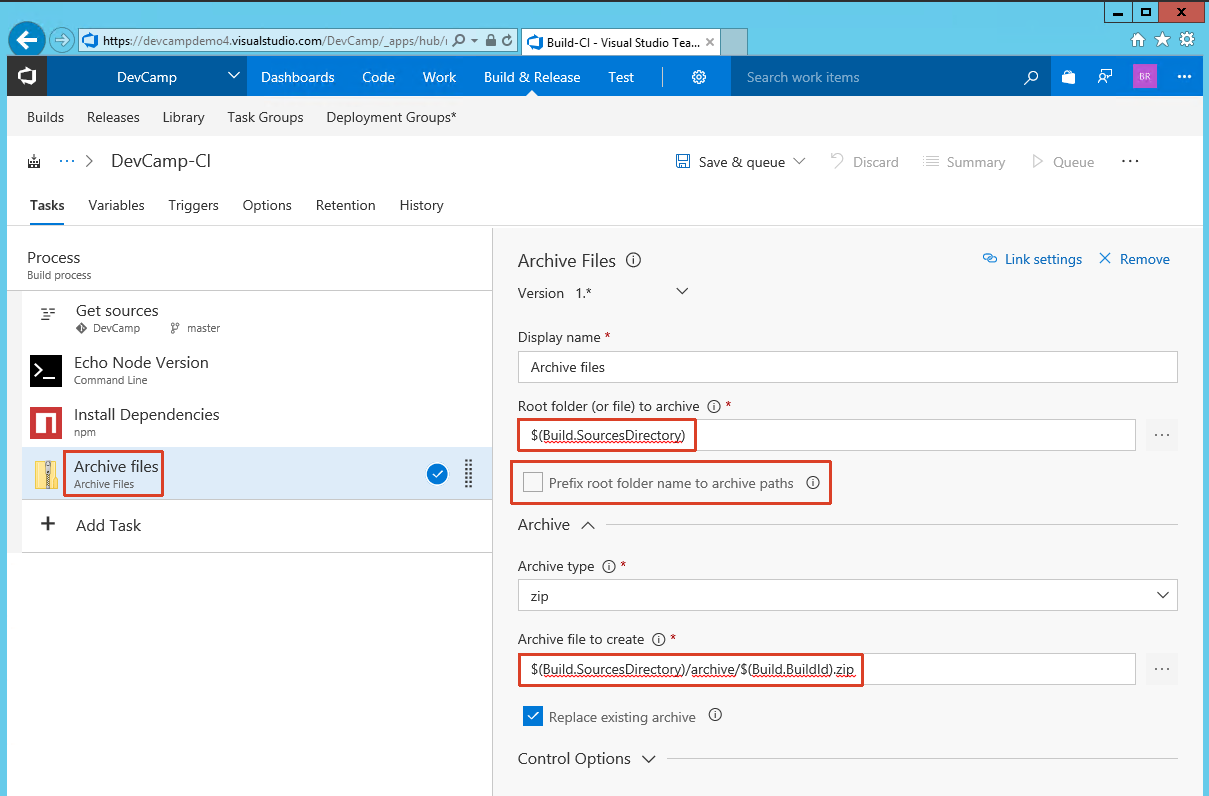 https://devcampdemo4.visualstudio.com/DevCamp/_apps/hub/
Build-CI - Visual Studio Tea...
DevCamp Dashboards Code Work Build & Release Test Search work items BR
Builds Releases Library Task Groups Deployment Groups*
... > DevCamp-CI Save & queue Discard Summary Queue ...
Tasks Variables Triggers Options Retention History
Process
Build process
Get sources
DevCamp master
Echo Node Version
Command Line
Install Dependencies
npm
Archive files
Archive Files
+ Add Task
Archive Files Link settings Remove
Version 1.*
Display name *
Archive files
Root folder (or file) to archive *
$(Build.SourcesDirectory)
Prefix root folder name to archive paths
Archive
Archive type *
zip
Archive file to create *
$(Build.SourcesDirectory)/archive/$(Build.BuildId).zip
Replace existing archive
Control Options